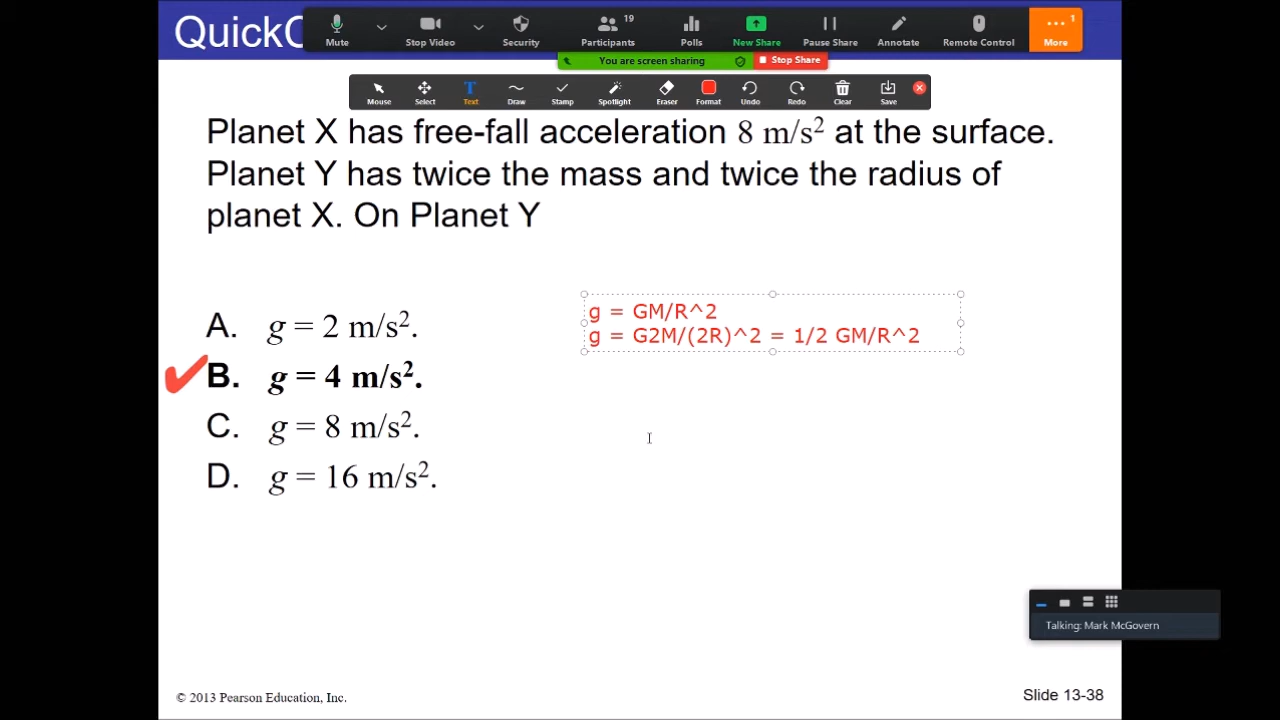 QuickC
Mute
Stop Video
Security
Participants
19
Polls
New Share
Pause Share
Annotate
Remote Control
More
1
You are screen sharing
Stop Share
Mouse
Select
Text
Draw
Stamp
Spotlight
Eraser
Format
Undo
Redo
Clear
Save
Planet X has free-fall acceleration 8 m/s² at the surface.
Planet Y has twice the mass and twice the radius of
planet X. On Planet Y
g = GM/R^2
g = G2M/(2R)^2 = 1/2 GM/R^2
A. g = 2 m/s².
B. g = 4 m/s².
C. g = 8 m/s².
D. g = 16 m/s².
Talking: Mark McGovern
© 2013 Pearson Education, Inc.
Slide 13-38